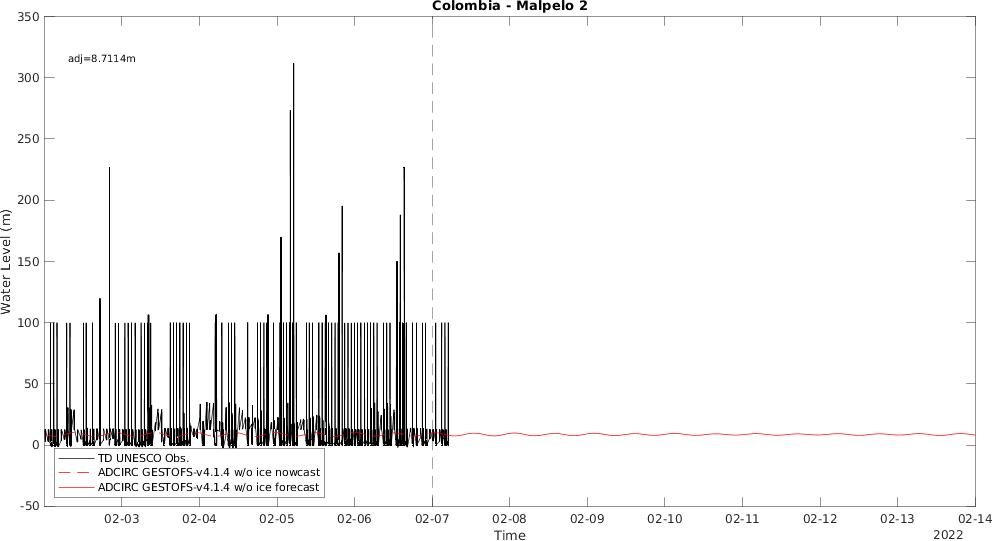 Colombia - Malpelo 2
adj=8.7114m
350
300
250
200
150
100
50
0
-50
Water Level (m)
TD UNESCO Obs.
ADCIRC GESTOFS-v4.1.4 w/o ice nowcast
ADCIRC GESTOFS-v4.1.4 w/o ice forecast
02-03 02-04 02-05 02-06 02-07 02-08 02-09 02-10 02-11 02-12 02-13 02-14
Time
2022